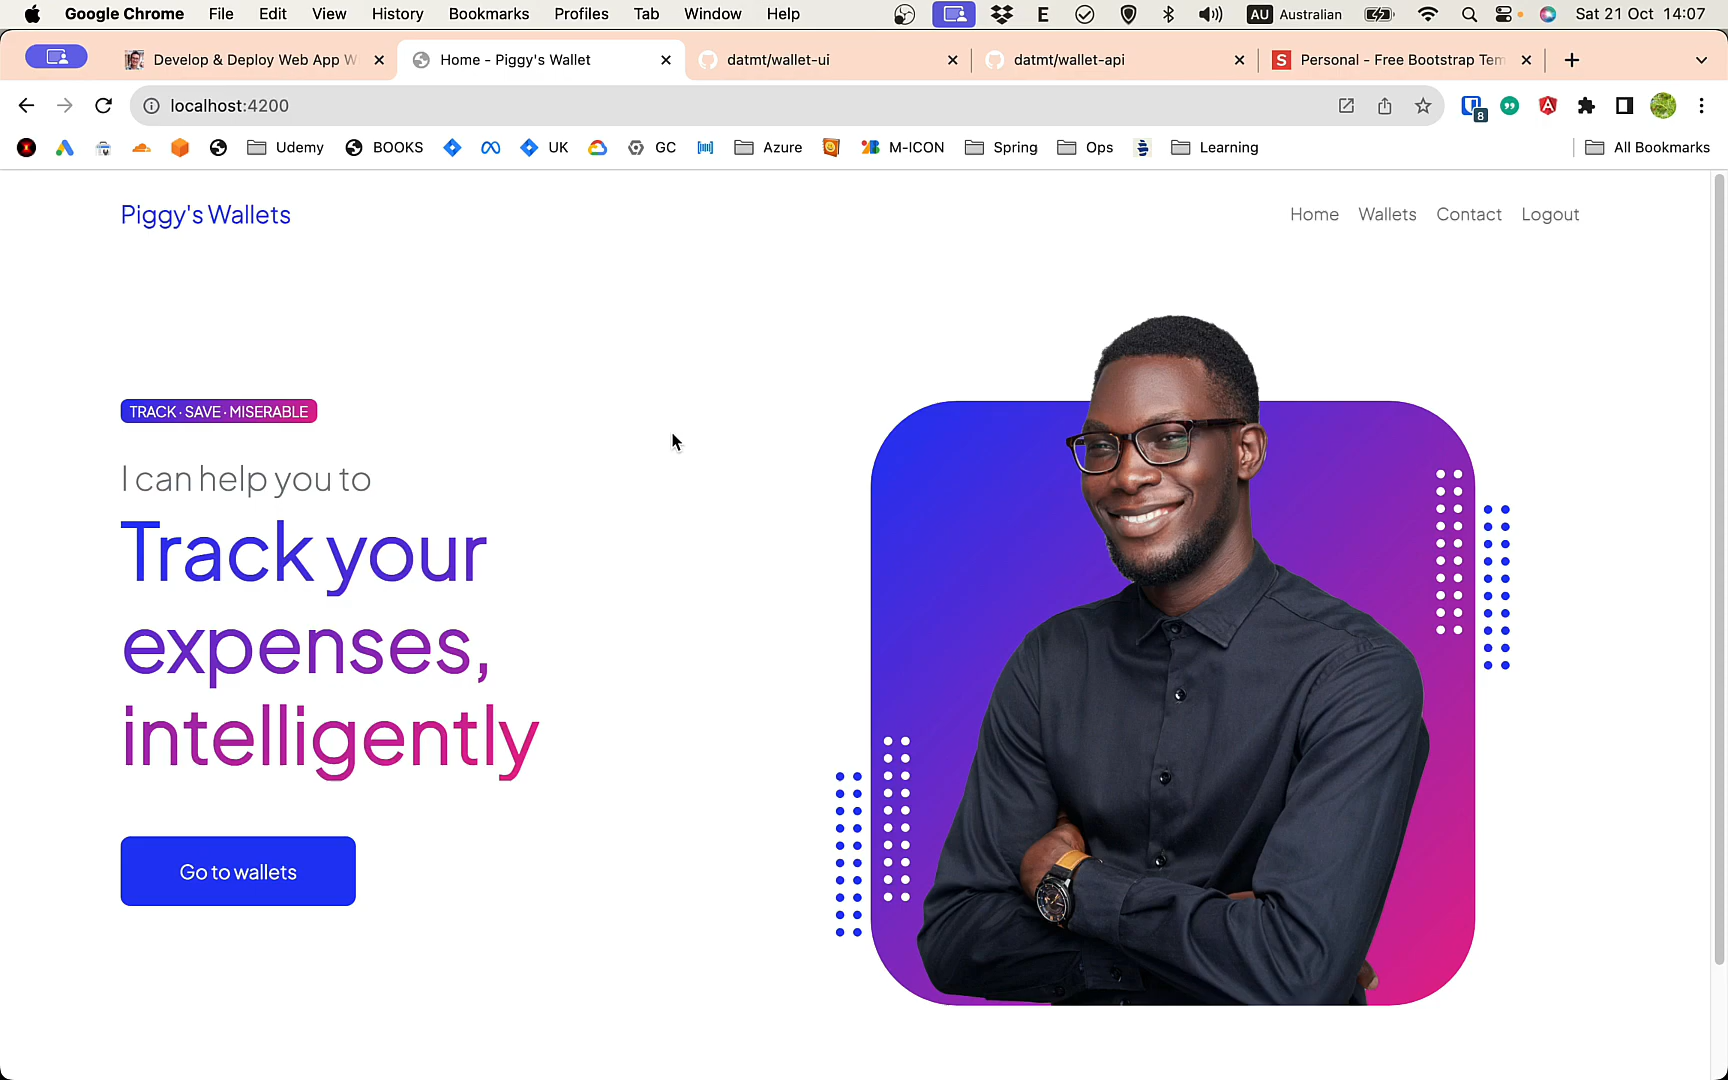 Google Chrome File Edit View History Bookmarks Profiles Tab Window Help E AU Australian Sat 21 Oct 14:07
Develop & Deploy Web App W Home - Piggy's Wallet datmt/wallet-ui datmt/wallet-api S Personal - Free Bootstrap Tem
localhost:4200 8
Udemy BOOKS UK GC Azure M-ICON Spring Ops Learning All Bookmarks
Piggy's Wallets Home Wallets Contact Logout
TRACK · SAVE · MISERABLE
I can help you to
Track your
expenses,
intelligently
Go to wallets